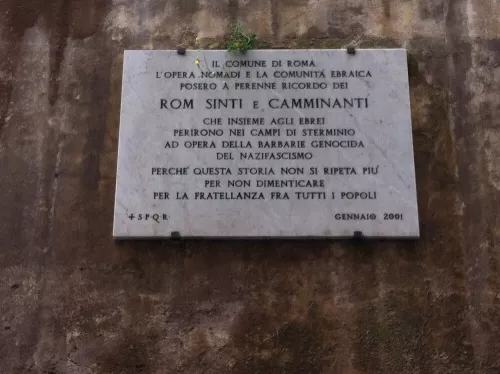 IL COMUNE DI ROMA
L'OPERA NOMADI E LA COMUNITÀ EBRAICA
POSERO A PERENNE RICORDO DEI
ROM SINTI E CAMMINANTI
CHE INSIEME AGLI EBREI
PERIRONO NEI CAMPI DI STERMINIO
AD OPERA DELLA BARBARIE GENOCIDA
DEL NAZIFASCISMO
PERCHÈ QUESTA STORIA NON SI RIPETA PIÙ
PER NON DIMENTICARE
PER LA FRATELLANZA FRA TUTTI I POPOLI
+ S P Q R GENNAIO 2001